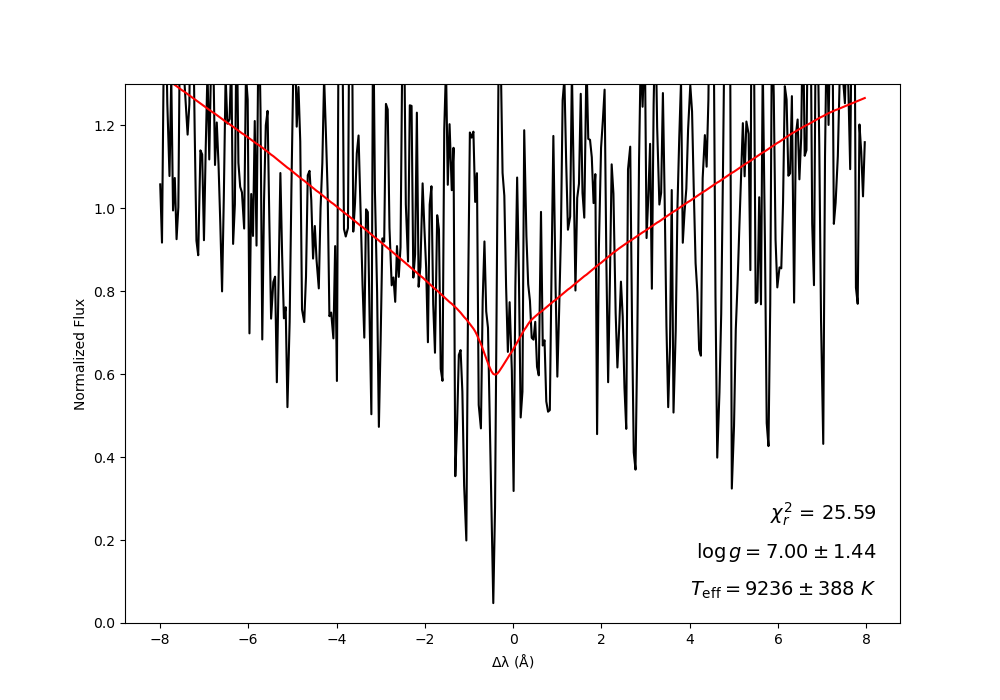 Normalized Flux
1.2
1.0
0.8
0.6
0.4
0.2
0.0
χ²ᵣ = 25.59
log g = 7.00 ± 1.44
T_eff = 9236 ± 388 K
−8 −6 −4 −2 0 2 4 6 8
Δλ (Å)